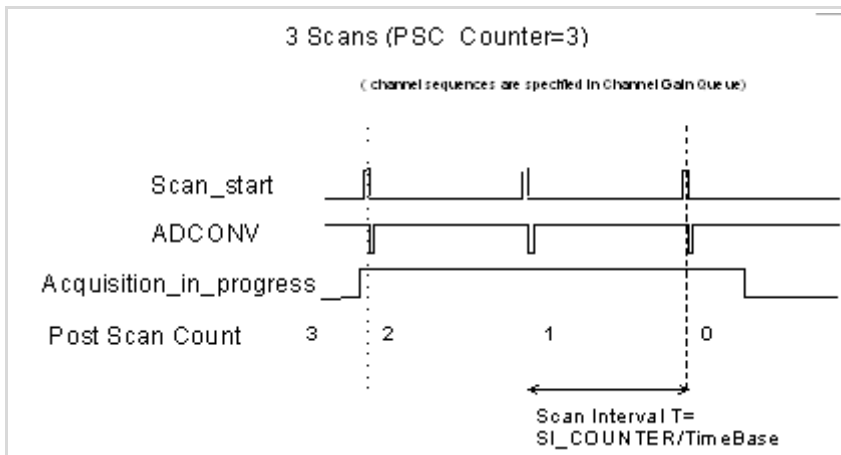 3 Scans (PSC Counter=3)
( channel sequences are specified in Channel Gain Queue)
Scan_start
ADCONV
Acquisition_in_progress
Post Scan Count 3 2 1 0
Scan Interval T=
SI_COUNTER/TimeBase